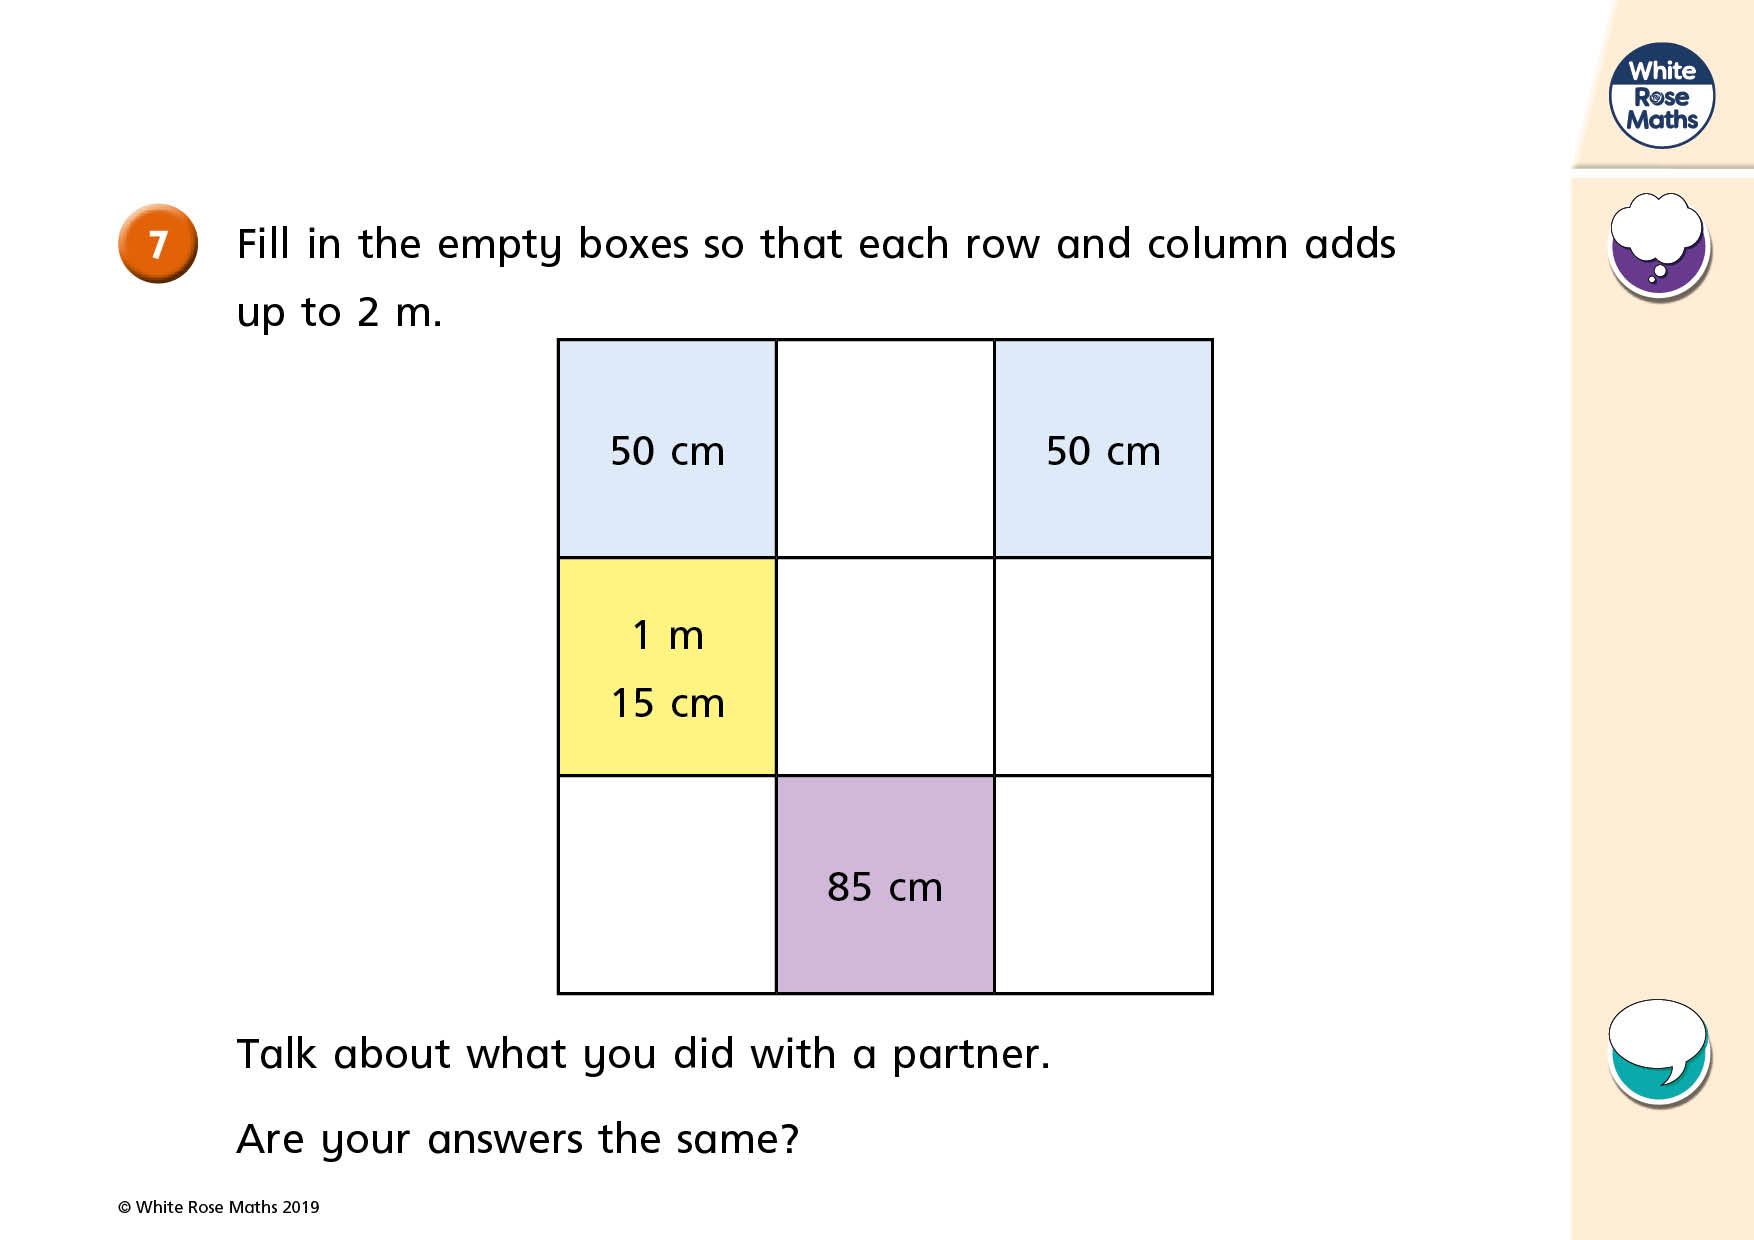 White
Rose
Maths
7
Fill in the empty boxes so that each row and column adds
up to 2 m.
50 cm
50 cm
1 m
15 cm
85 cm
Talk about what you did with a partner.
Are your answers the same?
© White Rose Maths 2019